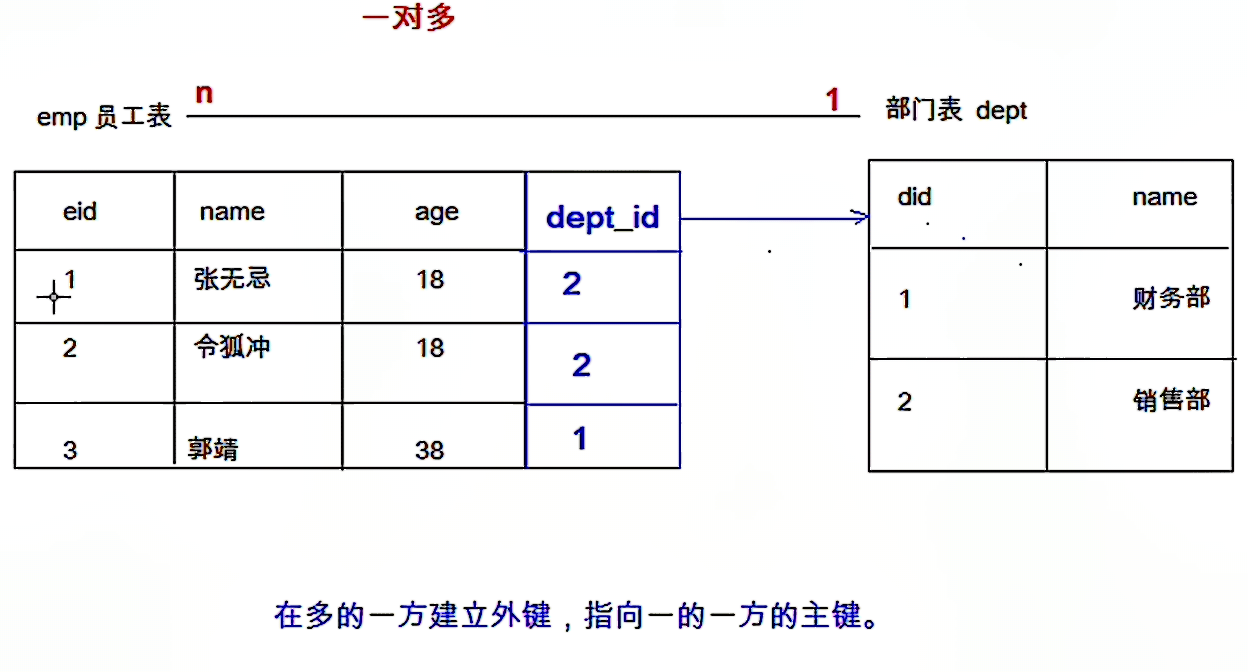 一对多
n
1
emp 员工表
部门表 dept
eid name age dept_id
1 张无忌 18 2
2 令狐冲 18 2
3 郭靖 38 1
did name
1 财务部
2 销售部
在多的一方建立外键，指向一的一方的主键。